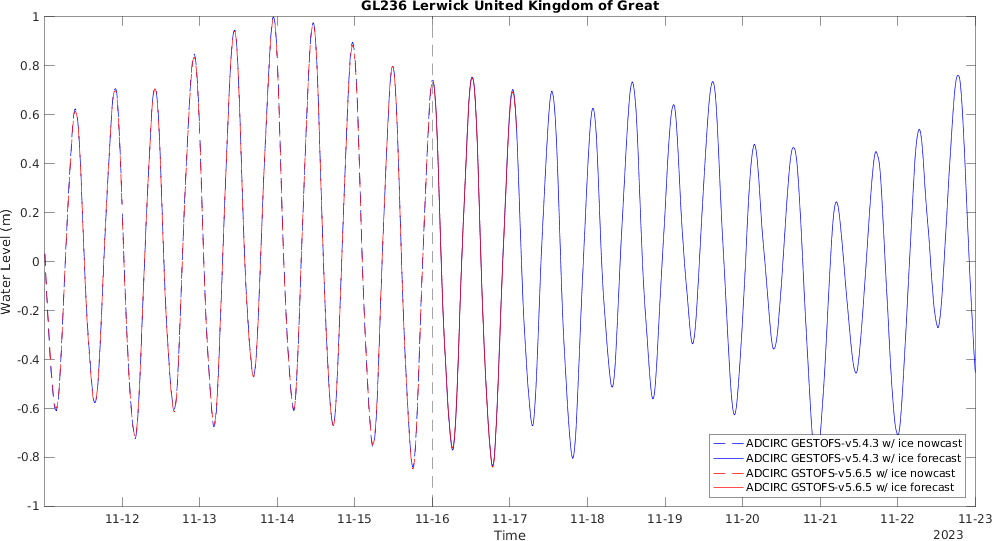 GL236 Lerwick United Kingdom of Great
Water Level (m)
1
0.8
0.6
0.4
0.2
0
-0.2
-0.4
-0.6
-0.8
-1
ADCIRC GESTOFS-v5.4.3 w/ ice nowcast
ADCIRC GESTOFS-v5.4.3 w/ ice forecast
ADCIRC GSTOFS-v5.6.5 w/ ice nowcast
ADCIRC GSTOFS-v5.6.5 w/ ice forecast
11-12 11-13 11-14 11-15 11-16 11-17 11-18 11-19 11-20 11-21 11-22 11-23
Time
2023